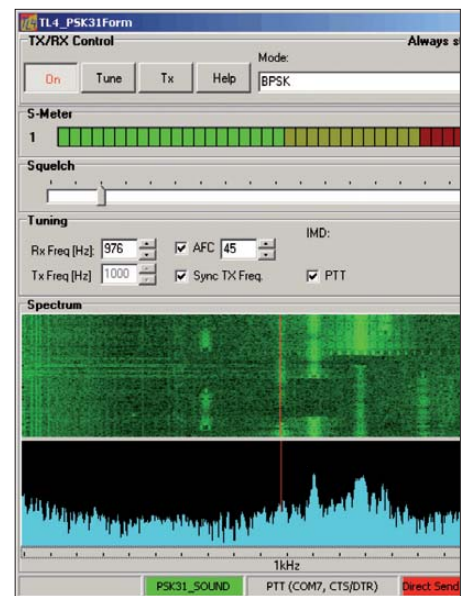 TL4_PSK31Form
TX/RX Control
Always s
Mode:
On Tune Tx Help BPSK
S-Meter
1
Squelch
Tuning
IMD:
Rx Freq [Hz]: 976 AFC 45
Tx Freq [Hz] 1000 Sync TX Freq. PTT
Spectrum
1kHz
PSK31_SOUND PTT (COM7, CTS/DTR) Direct Send